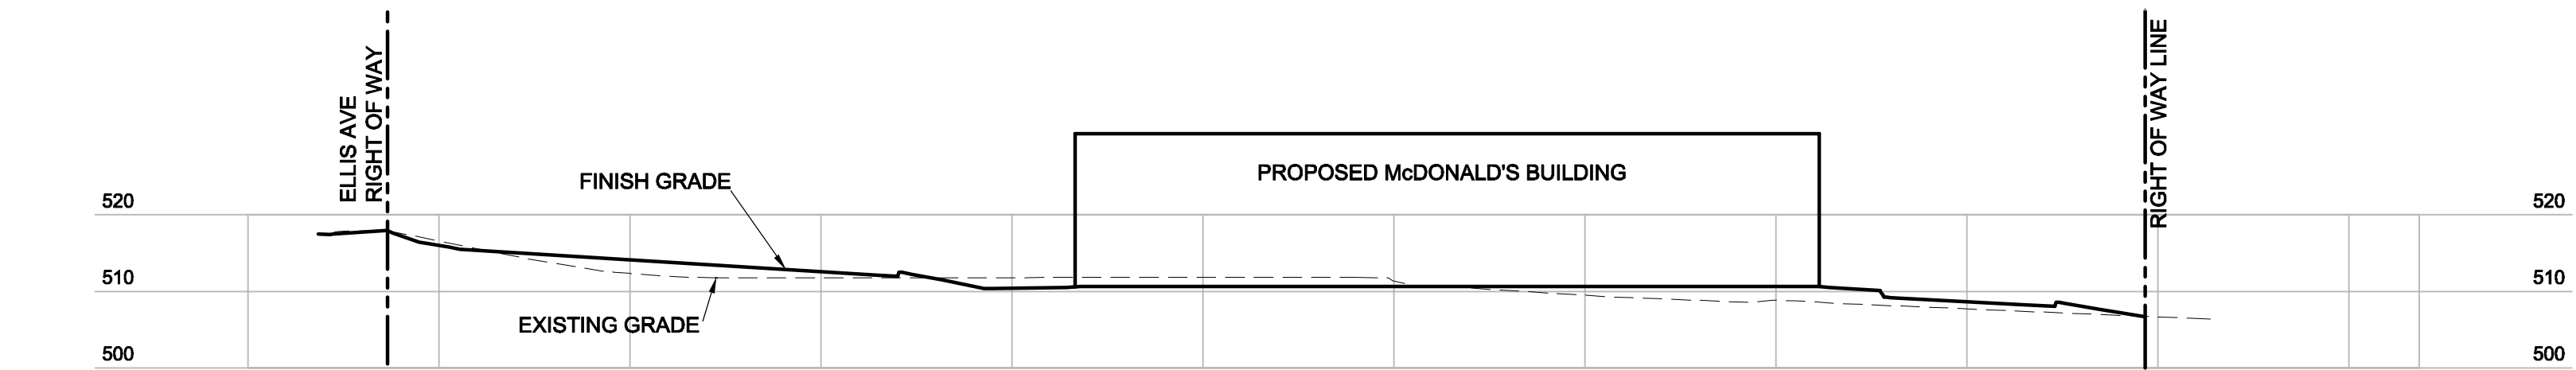 ELLIS AVE
RIGHT OF WAY
RIGHT OF WAY LINE
PROPOSED McDONALD'S BUILDING
FINISH GRADE
520
520
510
510
EXISTING GRADE
500
500